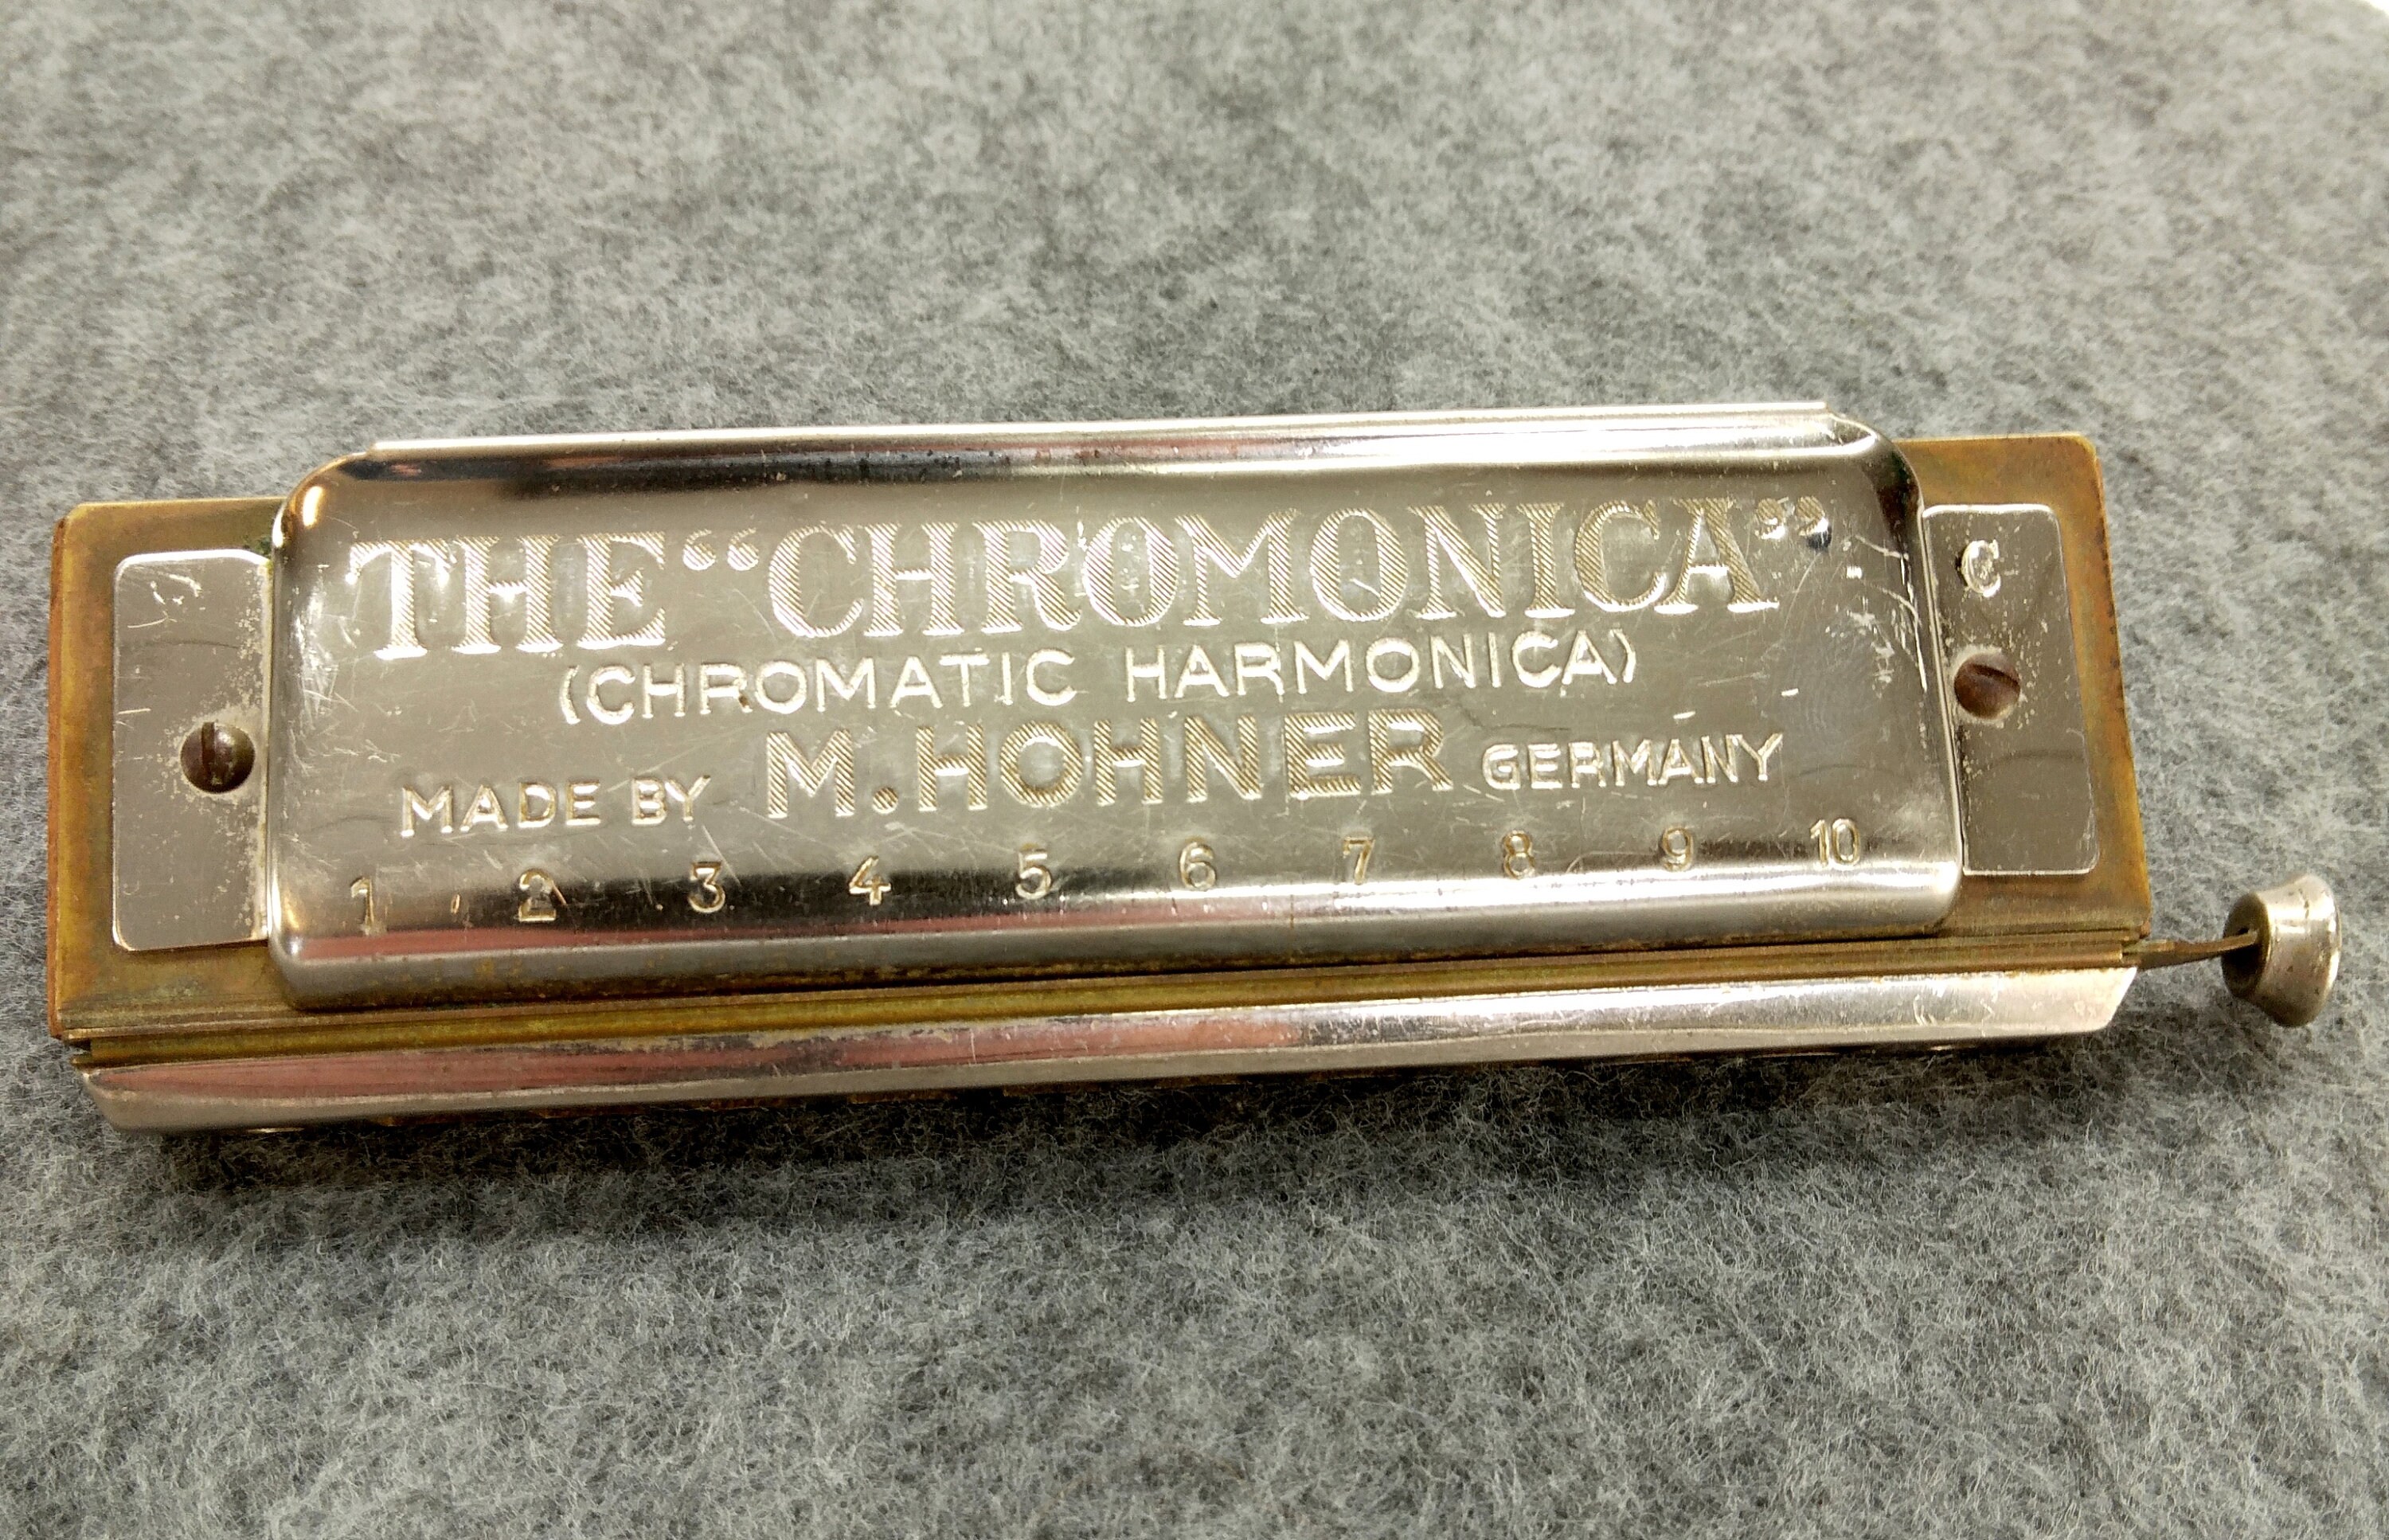 THE “CHROMONICA”
C
(CHROMATIC HARMONICA)
MADE BY M. HOHNER GERMANY
1 2 3 4 5 6 7 8 9 10